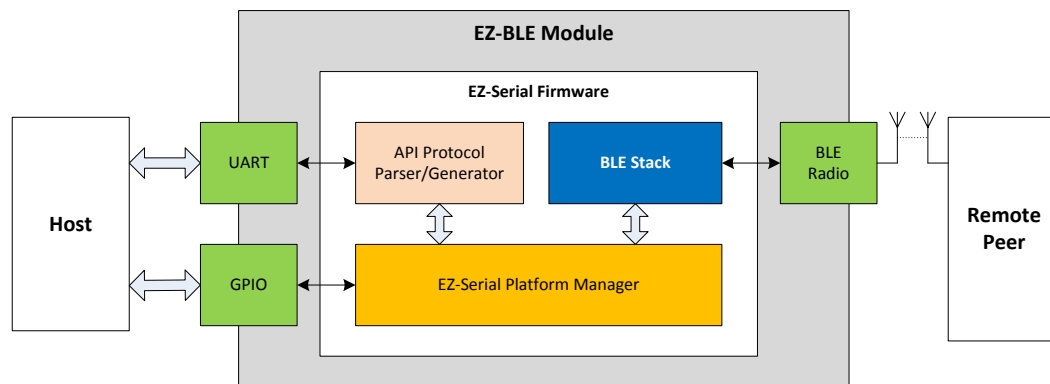 EZ-BLE Module
EZ-Serial Firmware
Host
UART
API Protocol
Parser/Generator
BLE Stack
BLE
Radio
Remote
Peer
GPIO
EZ-Serial Platform Manager